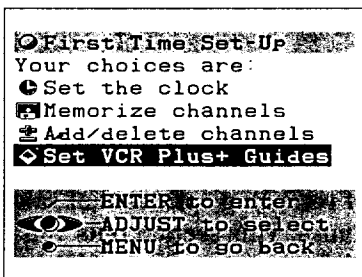 First Time Set-Up
Your choices are:
Set the clock
Memorize channels
Add/delete channels
Set VCR Plus+ Guides
ENTER to enter
ADJUST to select
MENU to go back